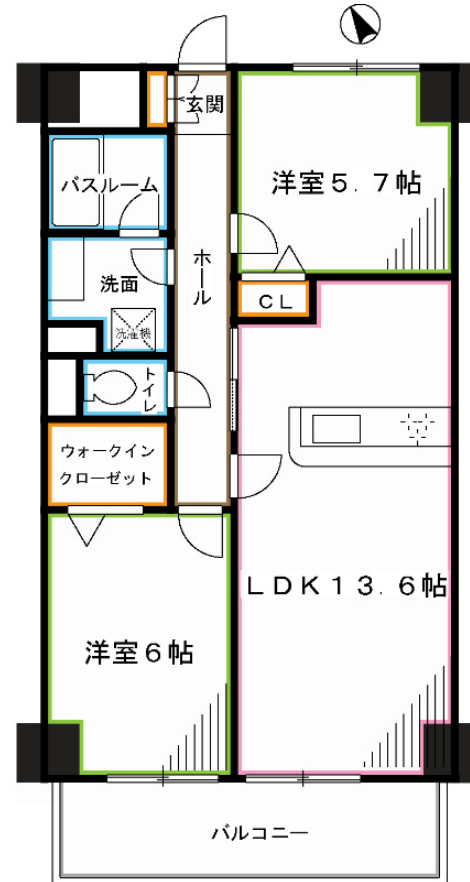 玄関
バスルーム
洋室5.7帖
ホール
洗面
CL
洗濯機
トイレ
ウォークイン
クローゼット
LDK13.6帖
洋室6帖
バルコニー